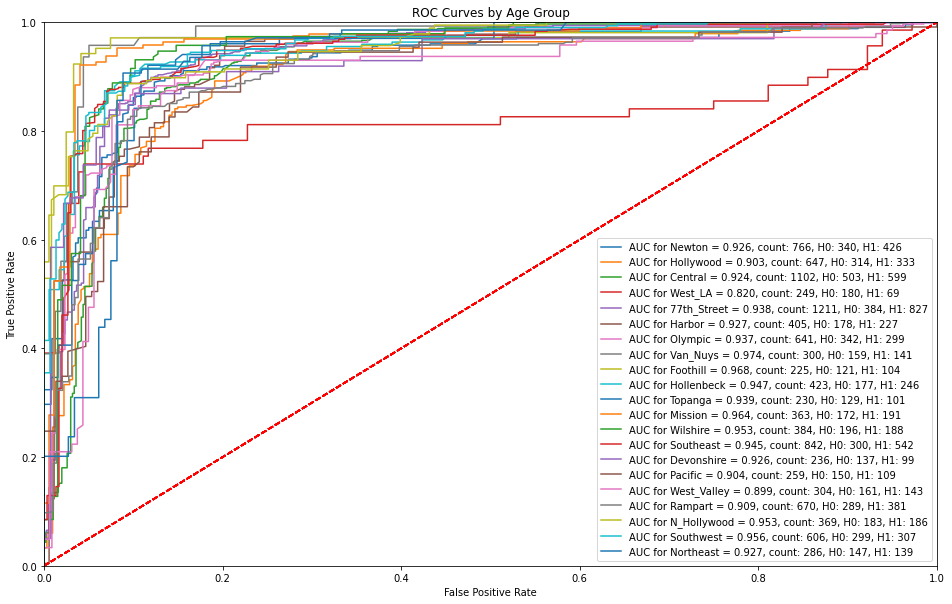 ROC Curves by Age Group
1.0
0.8
0.6
0.4
0.2
0.0
True Positive Rate
AUC for Newton = 0.926, count: 766, H0: 340, H1: 426
AUC for Hollywood = 0.903, count: 647, H0: 314, H1: 333
AUC for Central = 0.924, count: 1102, H0: 503, H1: 599
AUC for West_LA = 0.820, count: 249, H0: 180, H1: 69
AUC for 77th_Street = 0.938, count: 1211, H0: 384, H1: 827
AUC for Harbor = 0.927, count: 405, H0: 178, H1: 227
AUC for Olympic = 0.937, count: 641, H0: 342, H1: 299
AUC for Van_Nuys = 0.974, count: 300, H0: 159, H1: 141
AUC for Foothill = 0.968, count: 225, H0: 121, H1: 104
AUC for Hollenbeck = 0.947, count: 423, H0: 177, H1: 246
AUC for Topanga = 0.939, count: 230, H0: 129, H1: 101
AUC for Mission = 0.964, count: 363, H0: 172, H1: 191
AUC for Wilshire = 0.953, count: 384, H0: 196, H1: 188
AUC for Southeast = 0.945, count: 842, H0: 300, H1: 542
AUC for Devonshire = 0.926, count: 236, H0: 137, H1: 99
AUC for Pacific = 0.904, count: 259, H0: 150, H1: 109
AUC for West_Valley = 0.899, count: 304, H0: 161, H1: 143
AUC for Rampart = 0.909, count: 670, H0: 289, H1: 381
AUC for N_Hollywood = 0.953, count: 369, H0: 183, H1: 186
AUC for Southwest = 0.956, count: 606, H0: 299, H1: 307
AUC for Northeast = 0.927, count: 286, H0: 147, H1: 139
0.0 0.2 0.4 0.6 0.8 1.0
False Positive Rate